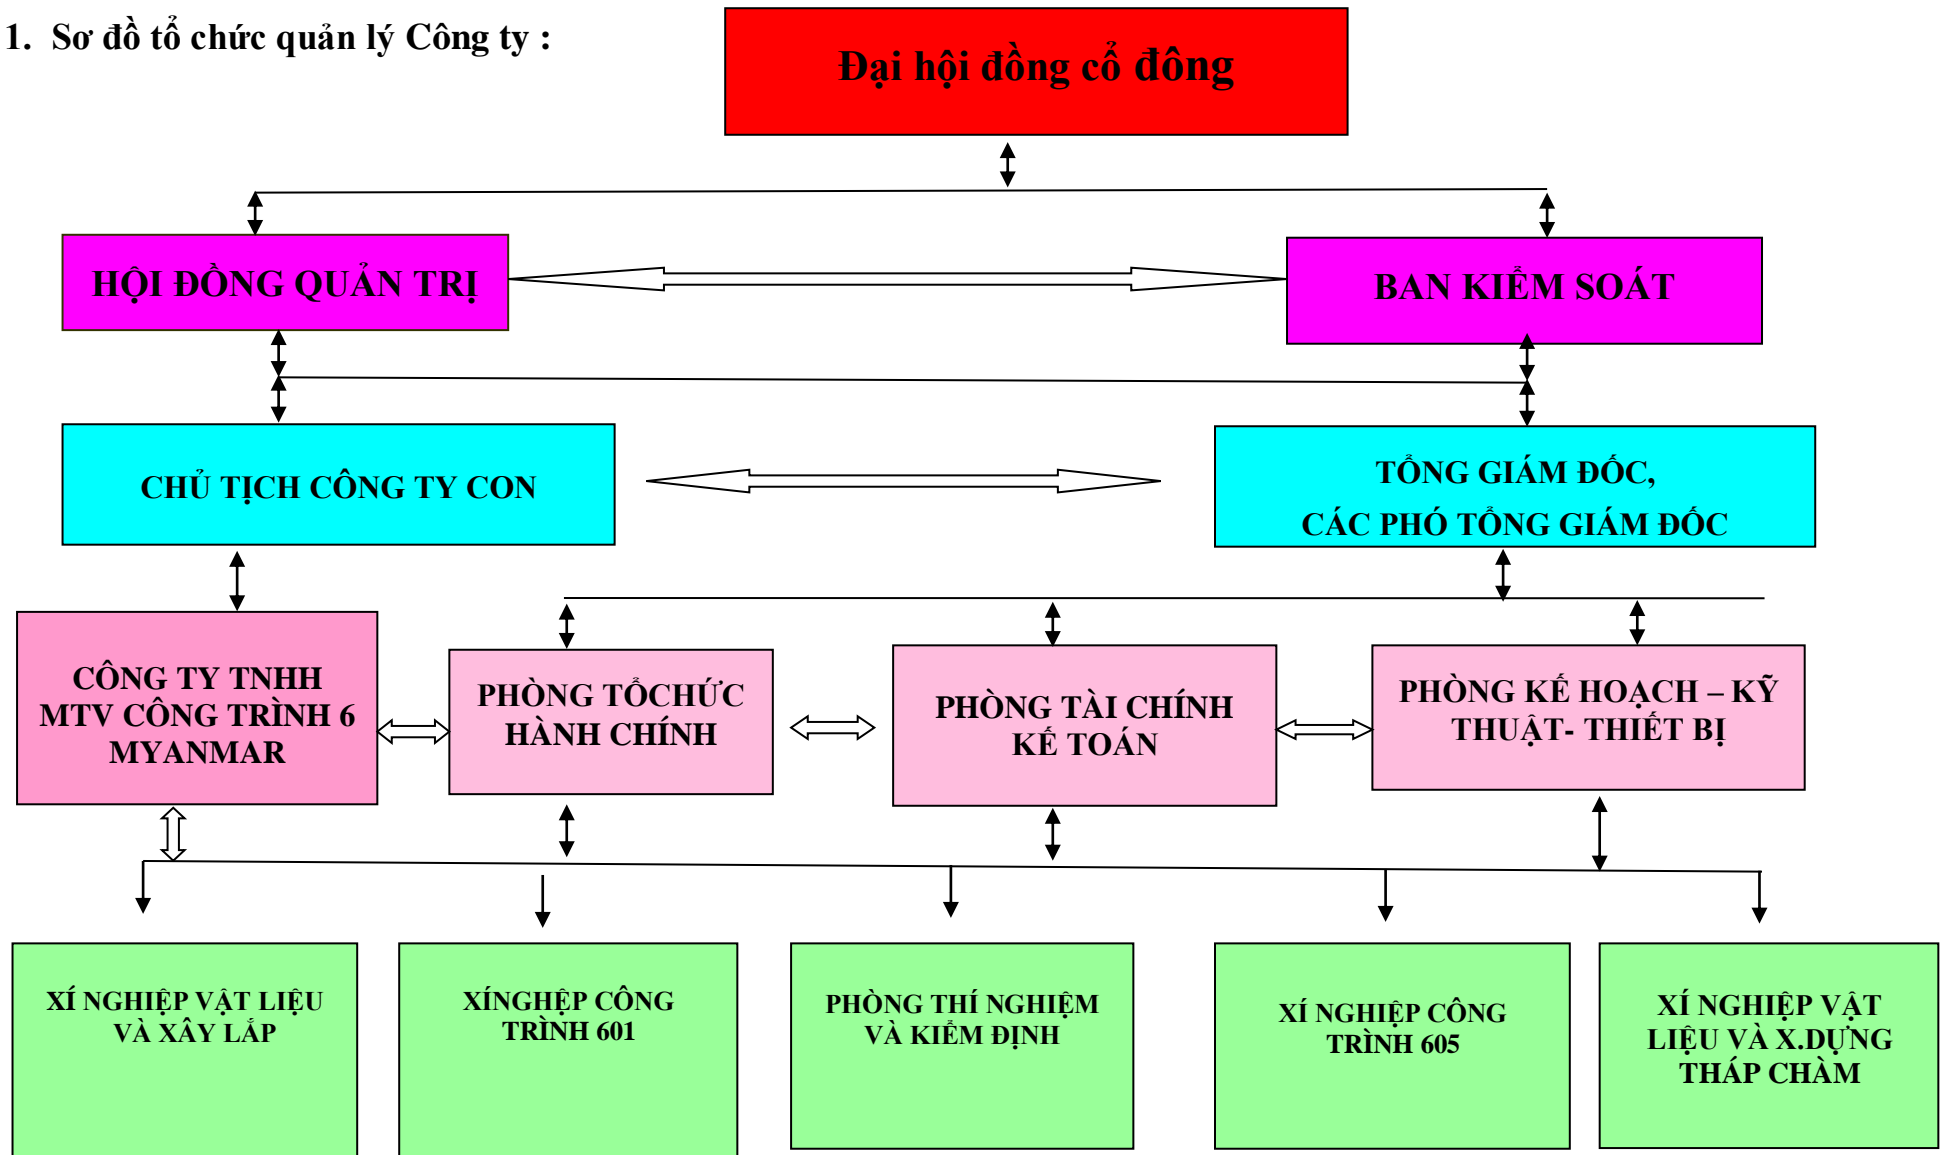 1. Sơ đồ tổ chức quản lý Công ty :
Đại hội đồng cổ đông
HỘI ĐỒNG QUẢN TRỊ
BAN KIỂM SOÁT
CHỦ TỊCH CÔNG TY CON
TỔNG GIÁM ĐỐC,
CÁC PHÓ TỔNG GIÁM ĐỐC
CÔNG TY TNHH
MTV CÔNG TRÌNH 6
MYANMAR
PHÒNG TỔCHỨC
HÀNH CHÍNH
PHÒNG TÀI CHÍNH
KẾ TOÁN
PHÒNG KẾ HOẠCH – KỸ
THUẬT- THIẾT BỊ
XÍ NGHIỆP VẬT LIỆU
VÀ XÂY LẮP
XÍNGHỆP CÔNG
TRÌNH 601
PHÒNG THÍ NGHIỆM
VÀ KIỂM ĐỊNH
XÍ NGHIỆP CÔNG
TRÌNH 605
XÍ NGHIỆP VẬT
LIỆU VÀ X.DỰNG
THÁP CHÀM